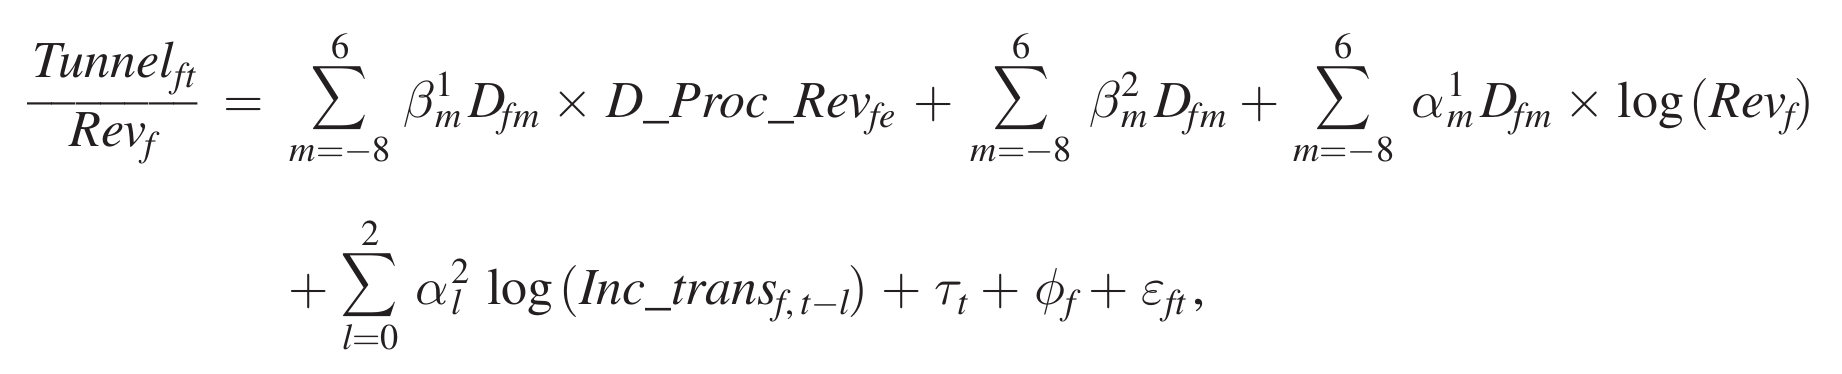 \frac{Tunnel_{ft}}{Rev_f} = \sum_{m=-8}^{6} \beta_m^1 D_{fm} \times D\_Proc\_Rev_{fe} + \sum_{m=-8}^{6} \beta_m^2 D_{fm} + \sum_{m=-8}^{6} \alpha_m^1 D_{fm} \times \log(Rev_f)
+ \sum_{l=0}^{2} \alpha_l^2 \log(Inc\_trans_{f,t-l}) + \tau_t + \phi_f + \varepsilon_{ft},